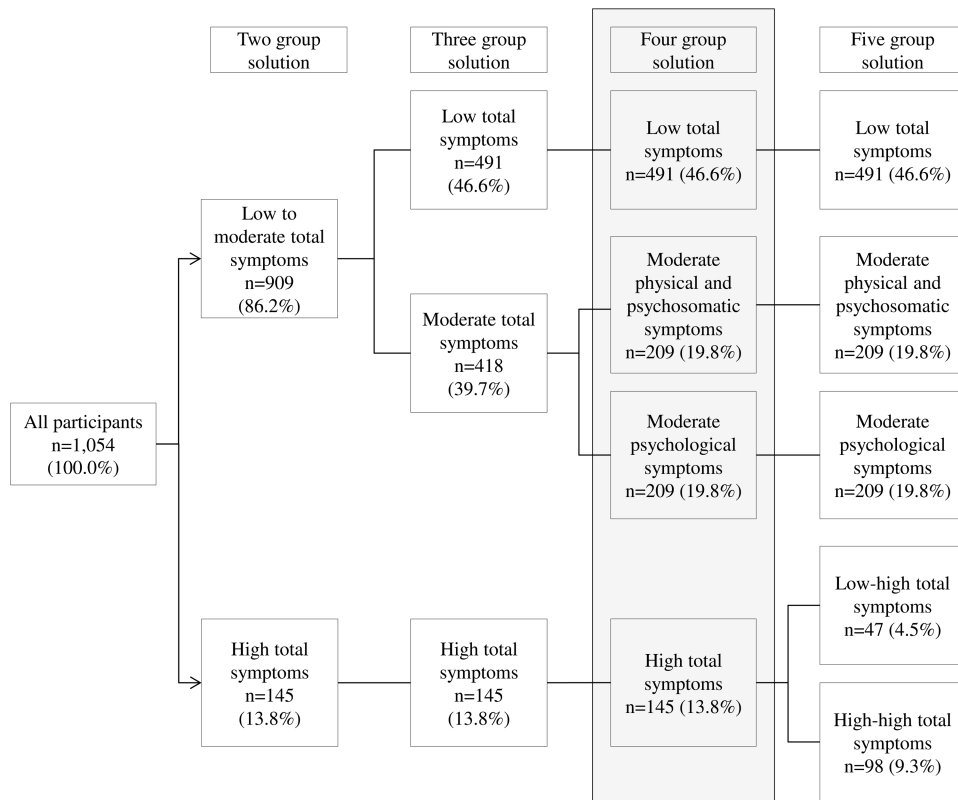 Two group
solution
Three group
solution
Four group
solution
Five group
solution
Low total
symptoms
n=491
(46.6%)
Low total
symptoms
n=491 (46.6%)
Low total
symptoms
n=491 (46.6%)
Low to
moderate total
symptoms
n=909
(86.2%)
Moderate
physical and
psychosomatic
symptoms
n=209 (19.8%)
Moderate
physical and
psychosomatic
symptoms
n=209 (19.8%)
Moderate total
symptoms
n=418
(39.7%)
All participants
n=1,054
(100.0%)
Moderate
psychological
symptoms
n=209 (19.8%)
Moderate
psychological
symptoms
n=209 (19.8%)
High total
symptoms
n=145
(13.8%)
High total
symptoms
n=145
(13.8%)
High total
symptoms
n=145 (13.8%)
Low-high total
symptoms
n=47 (4.5%)
High-high total
symptoms
n=98 (9.3%)